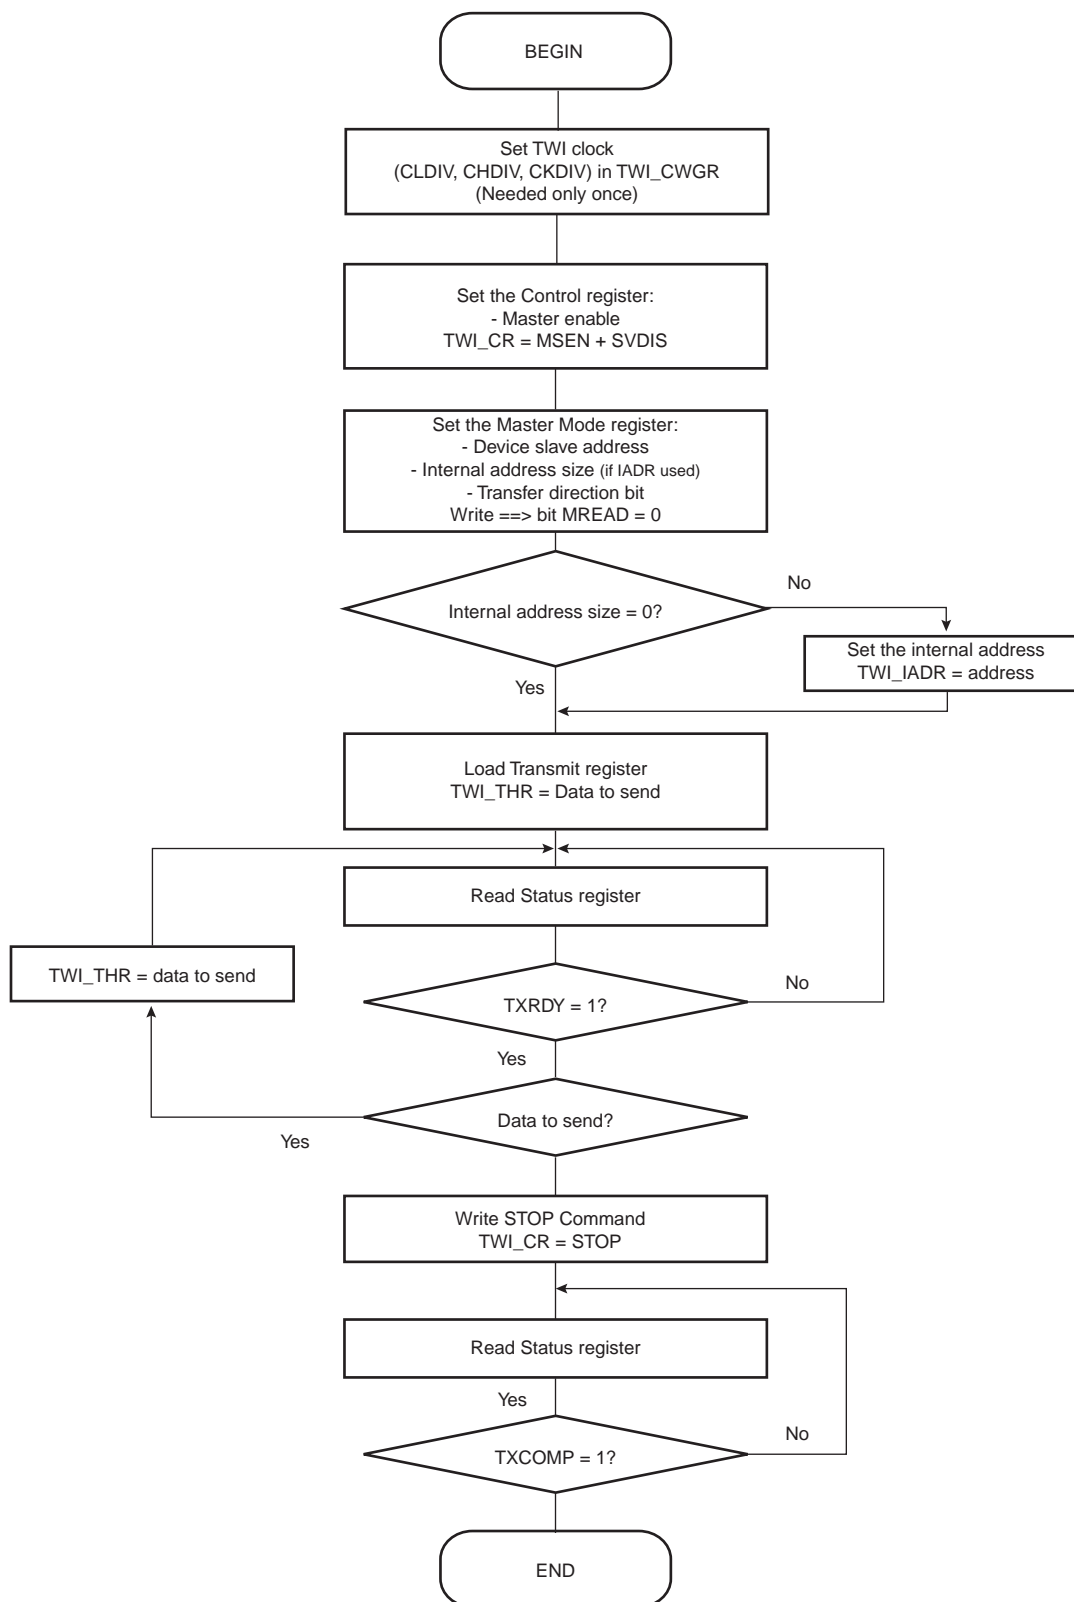 BEGIN
Set TWI clock
(CLDIV, CHDIV, CKDIV) in TWI_CWGR
(Needed only once)
Set the Control register:
- Master enable
TWI_CR = MSEN + SVDIS
Set the Master Mode register:
- Device slave address
- Internal address size (if IADR used)
- Transfer direction bit
Write ==> bit MREAD = 0
No
Internal address size = 0?
Set the internal address
TWI_IADR = address
Yes
Load Transmit register
TWI_THR = Data to send
Read Status register
TWI_THR = data to send
No
TXRDY = 1?
Yes
Data to send?
Yes
Write STOP Command
TWI_CR = STOP
Read Status register
Yes
No
TXCOMP = 1?
END